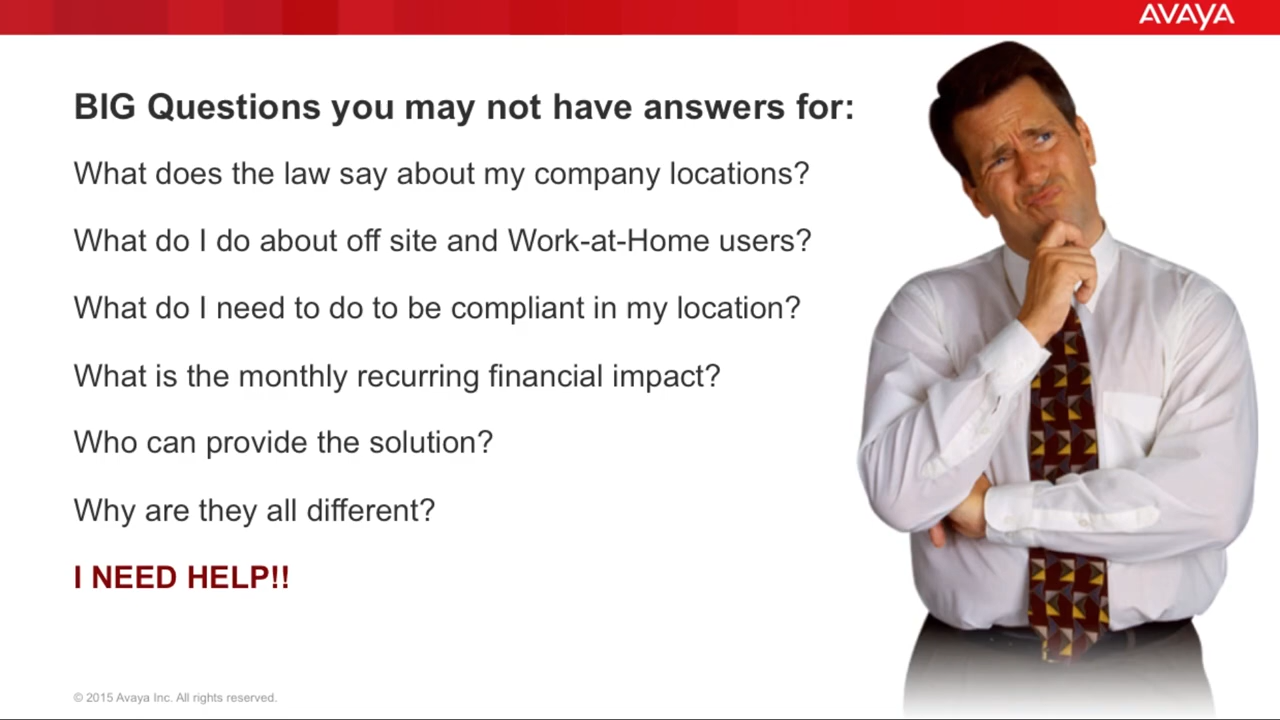 AVAYA
BIG Questions you may not have answers for:
What does the law say about my company locations?
What do I do about off site and Work-at-Home users?
What do I need to do to be compliant in my location?
What is the monthly recurring financial impact?
Who can provide the solution?
Why are they all different?
I NEED HELP!!
© 2015 Avaya Inc. All rights reserved.